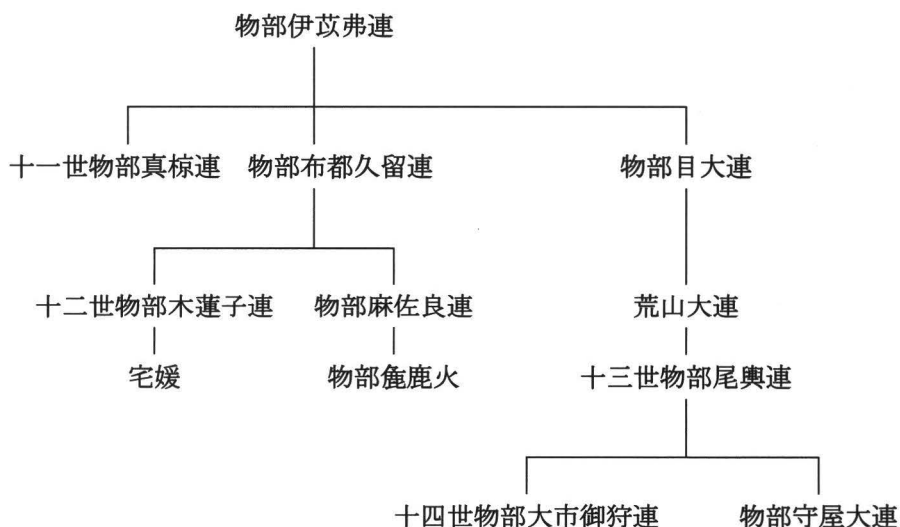 物部伊莒弗連
十一世物部真椋連 物部布都久留連 物部目大連
十二世物部木蓮子連 物部麻佐良連 荒山大連
宅媛 物部麁鹿火 十三世物部尾輿連
十四世物部大市御狩連 物部守屋大連